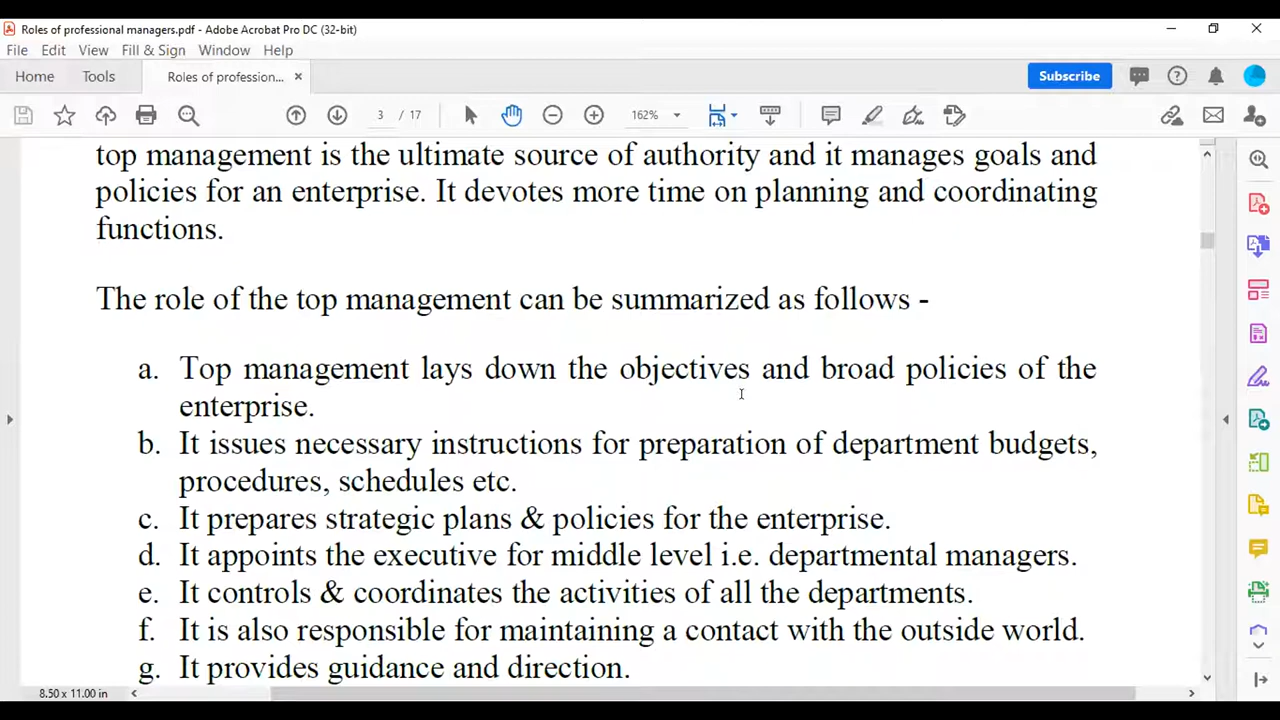 Roles of professional managers.pdf - Adobe Acrobat Pro DC (32-bit)
File Edit View Fill & Sign Window Help
Home Tools Roles of profession... × Subscribe
3 / 17 162%
top management is the ultimate source of authority and it manages goals and
policies for an enterprise. It devotes more time on planning and coordinating
functions.
The role of the top management can be summarized as follows -
a. Top management lays down the objectives and broad policies of the
enterprise.
b. It issues necessary instructions for preparation of department budgets,
procedures, schedules etc.
c. It prepares strategic plans & policies for the enterprise.
d. It appoints the executive for middle level i.e. departmental managers.
e. It controls & coordinates the activities of all the departments.
f. It is also responsible for maintaining a contact with the outside world.
g. It provides guidance and direction.
8.50 x 11.00 in